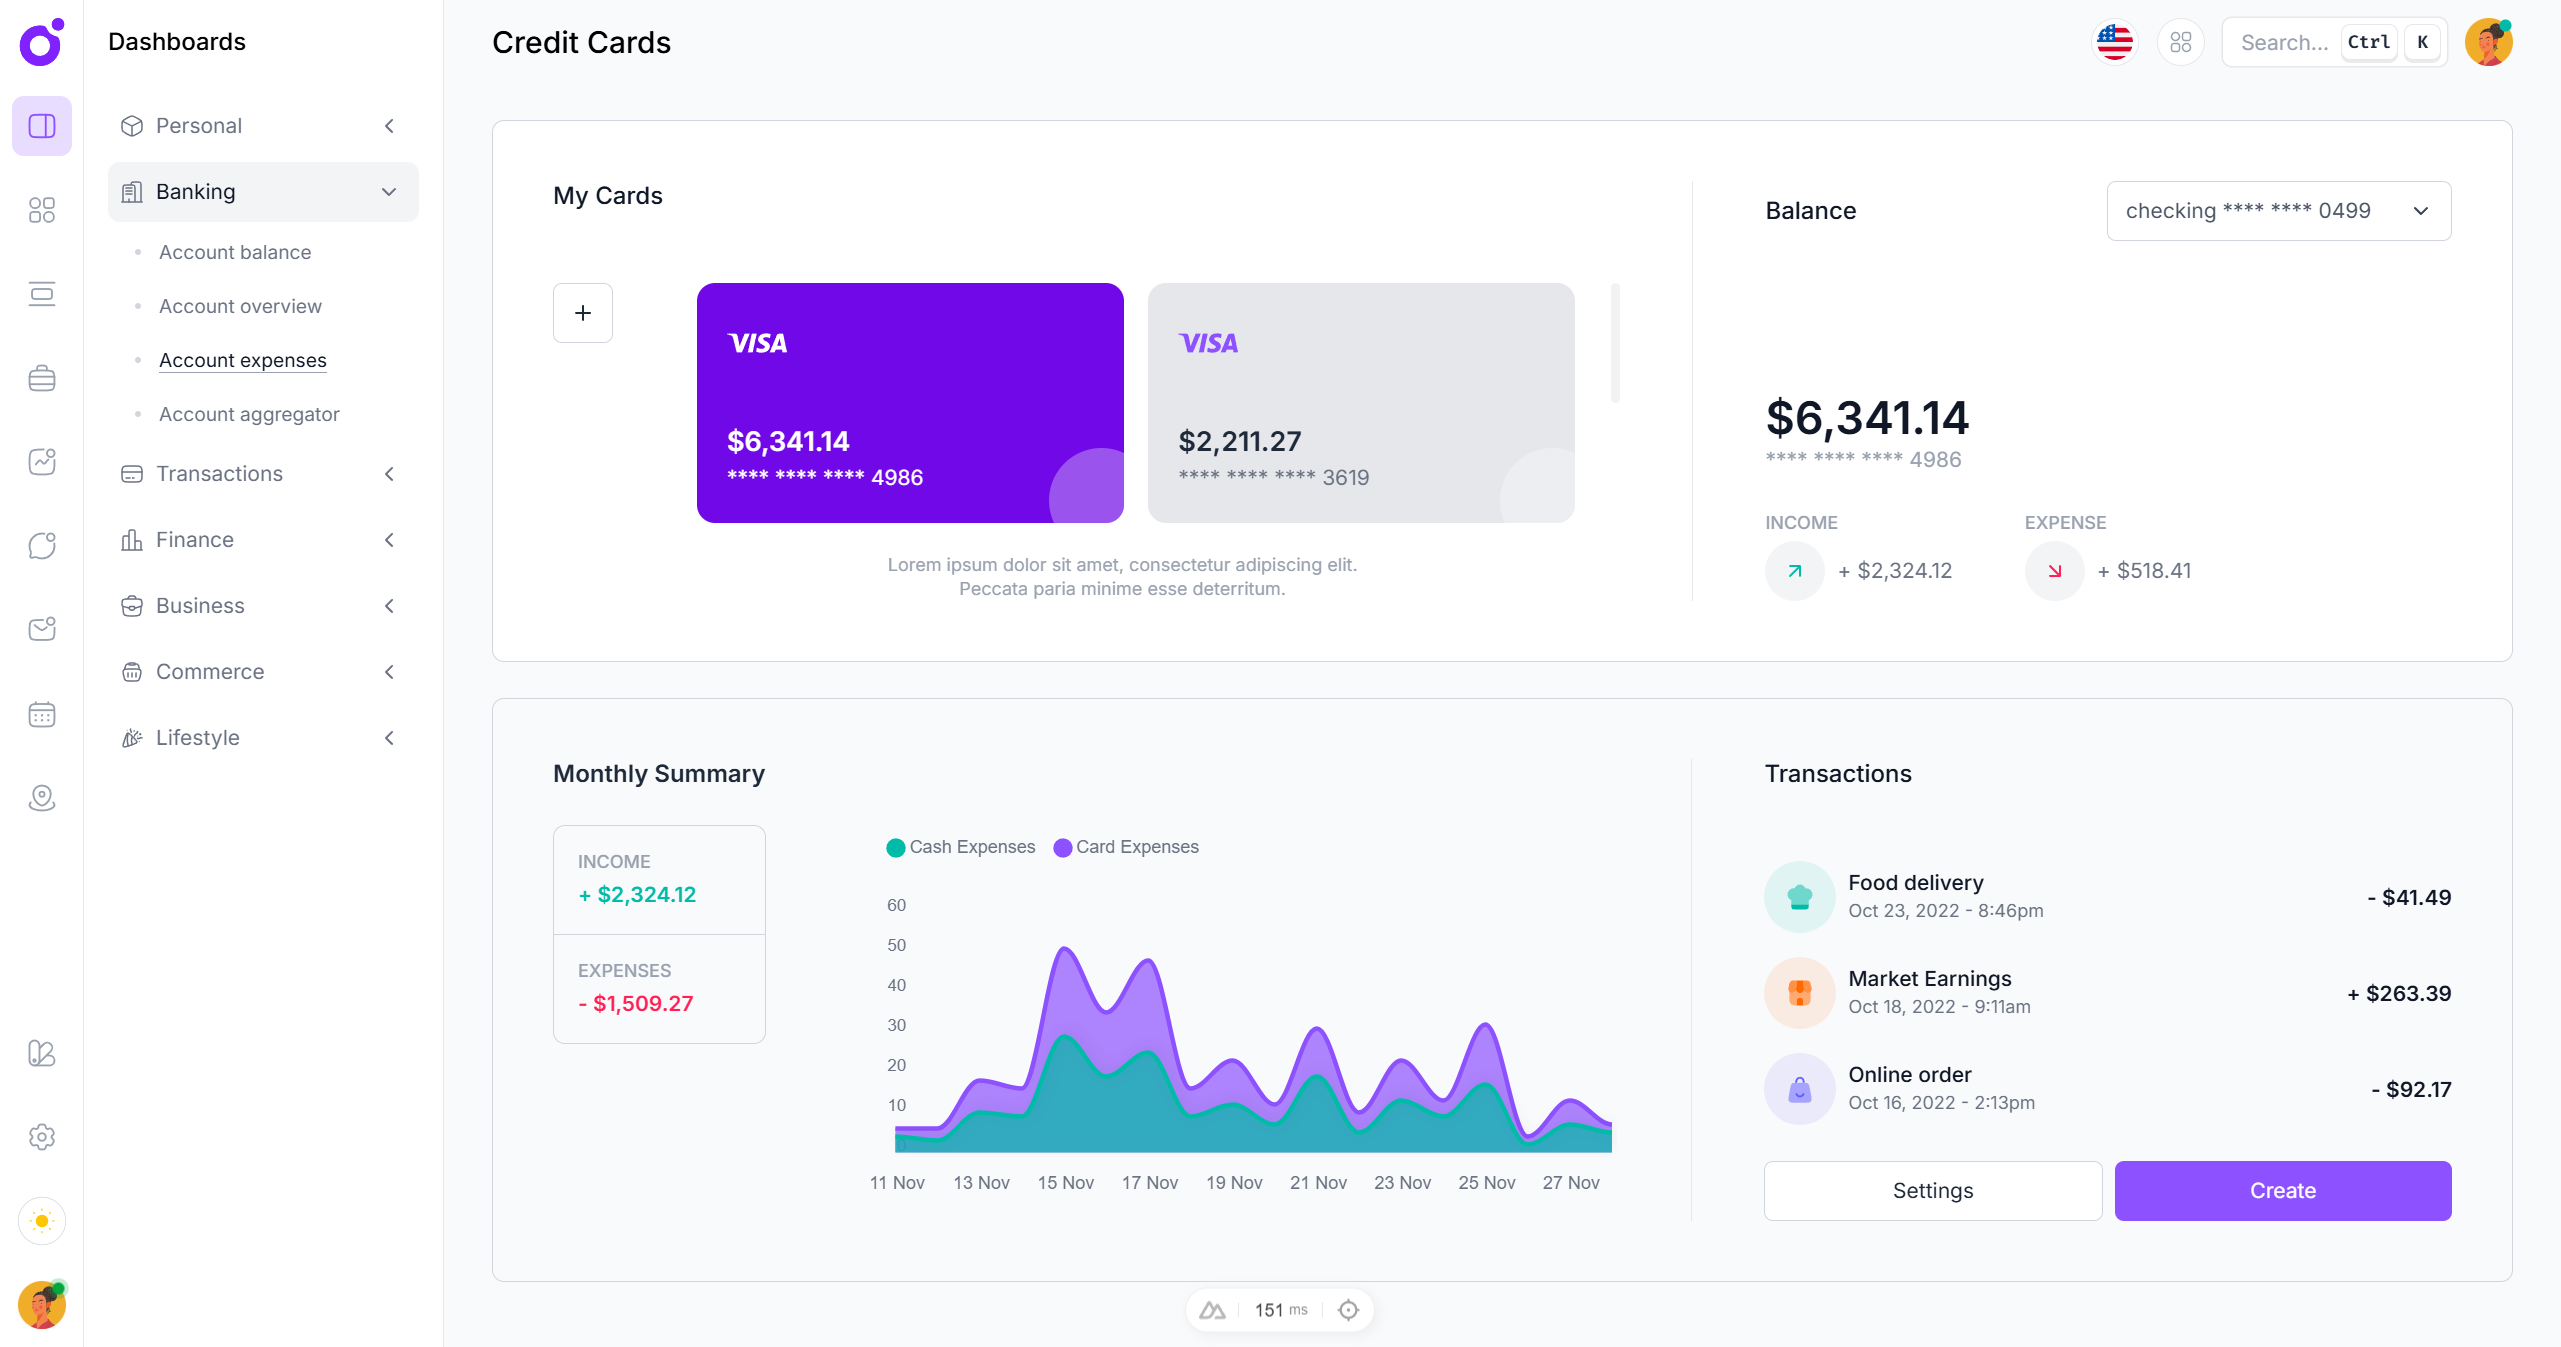 Dashboards
Personal
Banking
Account balance
Account overview
Account expenses
Account aggregator
Transactions
Finance
Business
Commerce
Lifestyle
Credit Cards
Search... Ctrl K
My Cards
+
VISA
$6,341.14
**** **** **** 4986
VISA
$2,211.27
**** **** **** 3619
Lorem ipsum dolor sit amet, consectetur adipiscing elit.
Peccata paria minime esse deterritum.
Balance
checking **** **** 0499
$6,341.14
**** **** **** 4986
INCOME
+ $2,324.12
EXPENSE
+ $518.41
Monthly Summary
INCOME
+ $2,324.12
EXPENSES
- $1,509.27
Cash Expenses Card Expenses
60
50
40
30
20
10
0
11 Nov 13 Nov 15 Nov 17 Nov 19 Nov 21 Nov 23 Nov 25 Nov 27 Nov
Transactions
Food delivery
Oct 23, 2022 - 8:46pm
- $41.49
Market Earnings
Oct 18, 2022 - 9:11am
+ $263.39
Online order
Oct 16, 2022 - 2:13pm
- $92.17
Settings
Create
151 ms